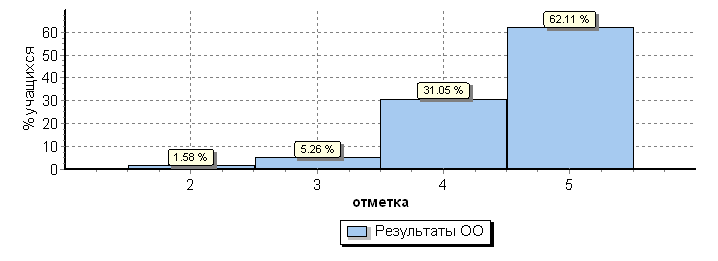 % учащихся
60
50
40
30
20
10
0
1.58 %
5.26 %
31.05 %
62.11 %
2 3 4 5
отметка
Результаты ОО